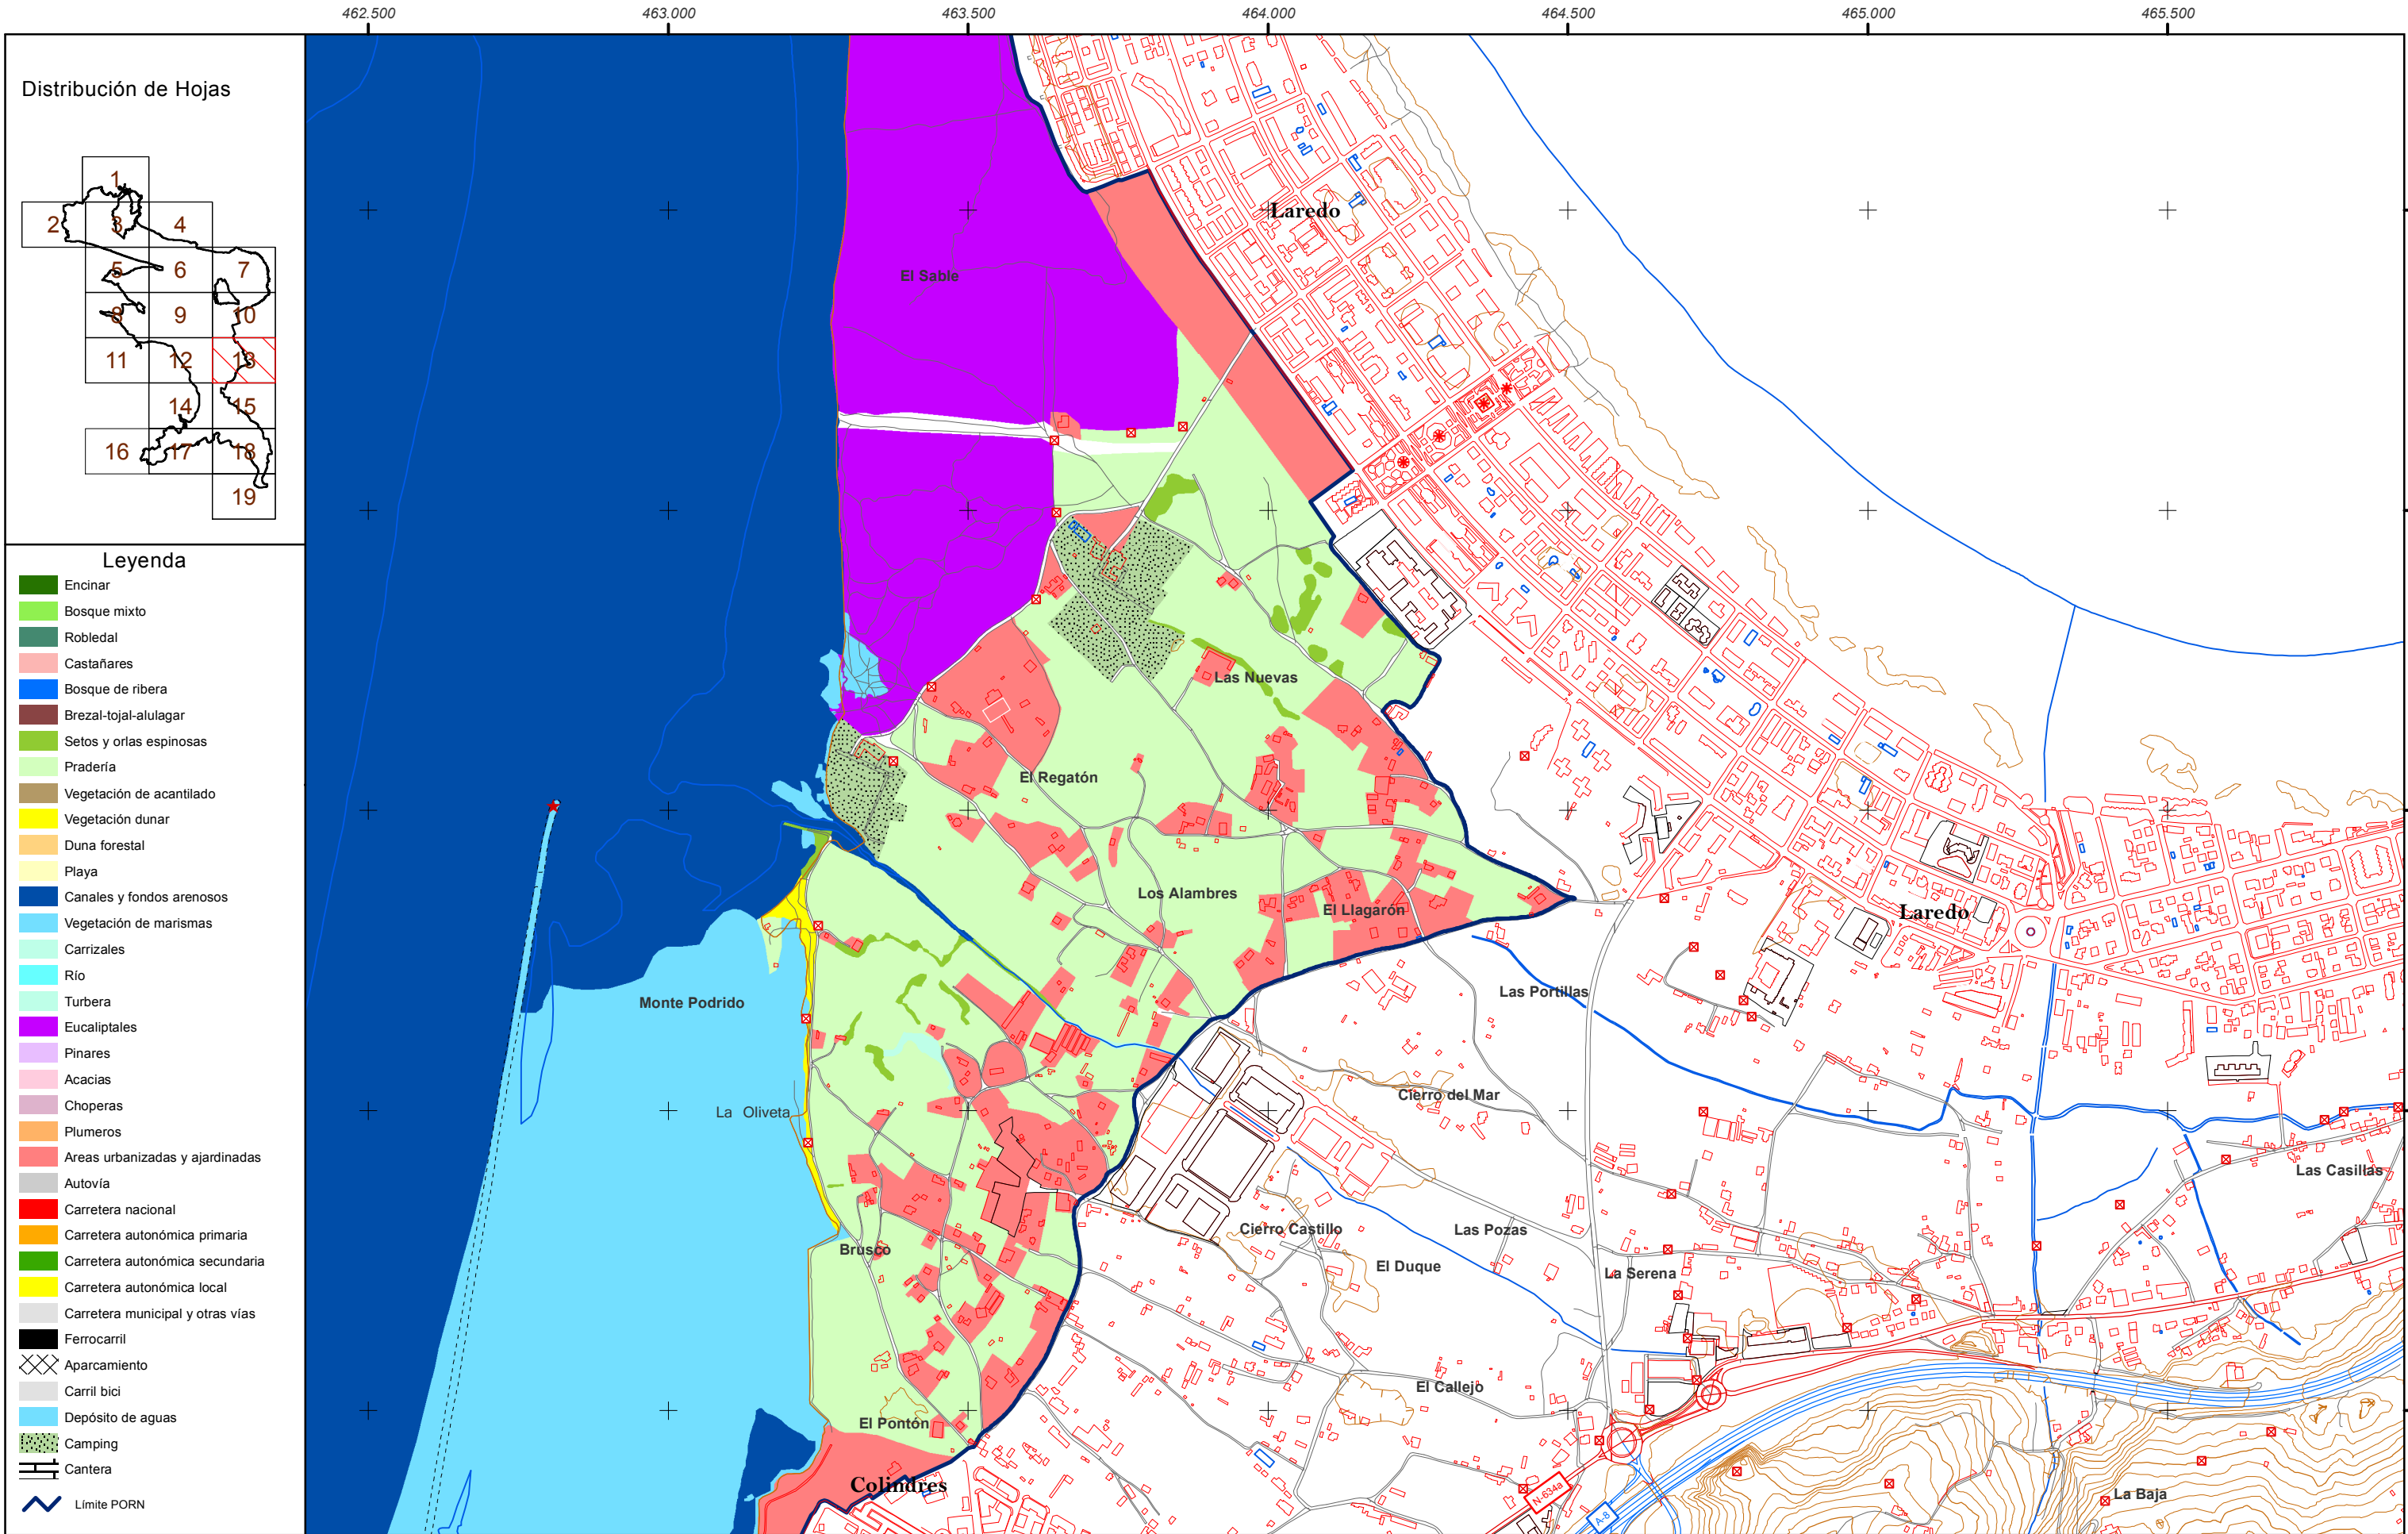 462.500
463.000
463.500
464.000
464.500
465.000
465.500
Distribución de Hojas
1
2
3
4
5
6
7
8
9
10
11
12
13
14
15
16
17
18
19
Leyenda
Encinar
Bosque mixto
Robledal
Castañares
Bosque de ribera
Brezal-tojal-alulagar
Setos y orlas espinosas
Pradería
Vegetación de acantilado
Vegetación dunar
Duna forestal
Playa
Canales y fondos arenosos
Vegetación de marismas
Carrizales
Río
Turbera
Eucaliptales
Pinares
Acacias
Choperas
Plumeros
Areas urbanizadas y ajardinadas
Autovía
Carretera nacional
Carretera autonómica primaria
Carretera autonómica secundaria
Carretera autonómica local
Carretera municipal y otras vías
Ferrocarril
Aparcamiento
Carril bici
Depósito de aguas
Camping
Cantera
Límite PORN
Laredo
El Sable
Las Nuevas
El Regatón
Los Alambres
El Llagarón
Laredo
Monte Podrido
Las Portillas
Cierro del Mar
La Oliveta
Las Casillas
Cierro Castillo
Las Pozas
Brusco
El Duque
La Serena
El Callejo
El Pontón
Colindres
N-634a
A-8
La Baja